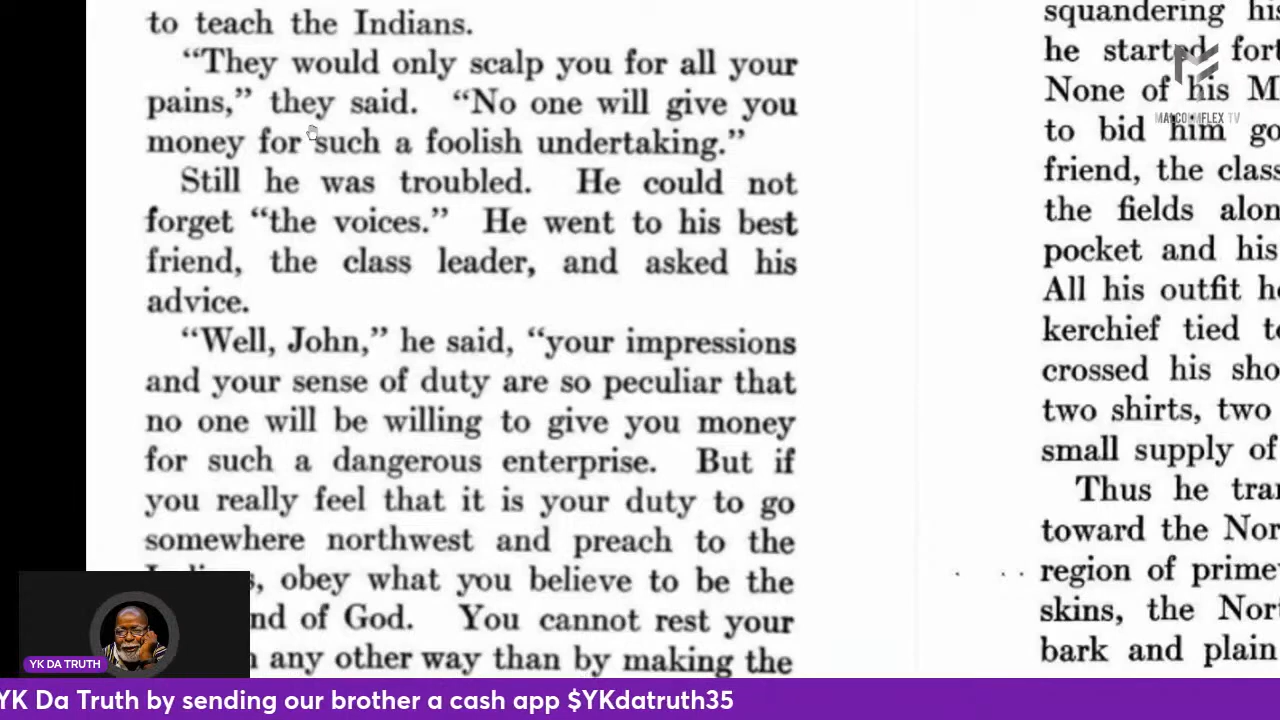 to teach the Indians.
“They would only scalp you for all your
pains,” they said. “No one will give you
money for such a foolish undertaking.”
Still he was troubled. He could not
forget “the voices.” He went to his best
friend, the class leader, and asked his
advice.
“Well, John,” he said, “your impressions
and your sense of duty are so peculiar that
no one will be willing to give you money
for such a dangerous enterprise. But if
you really feel that it is your duty to go
somewhere northwest and preach to the
obey what you believe to be the
of God. You cannot rest your
any other way than by making the
squandering his
he started
None of his
to bid him
friend, the
the fields
pocket and his
All his outfit
tied
crossed his
two shirts, two
small supply of
Thus he
toward the
region of
skins, the
bark and plain
MALCOLMFLEX TV
YK DA TRUTH
YK Da Truth by sending our brother a cash app $YKdatruth35